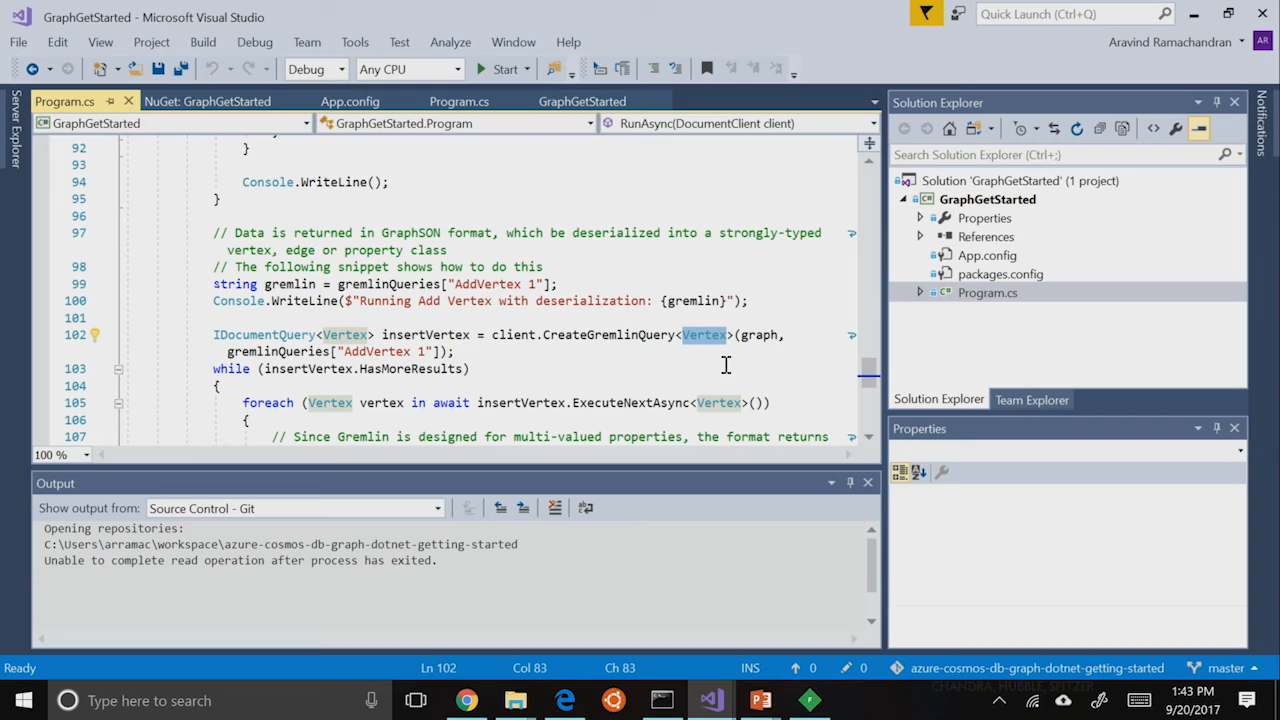 GraphGetStarted - Microsoft Visual Studio
Quick Launch (Ctrl+Q)
File Edit View Project Build Debug Team Tools Test Analyze Window Help
Aravind Ramachandran AR
Debug Any CPU Start
Server Explorer
Program.cs NuGet: GraphGetStarted App.config Program.cs GraphGetStarted
GraphGetStarted GraphGetStarted.Program RunAsync(DocumentClient client)
92 }
93
94 Console.WriteLine();
95 }
96
97 // Data is returned in GraphSON format, which be deserialized into a strongly-typed
vertex, edge or property class
98 // The following snippet shows how to do this
99 string gremlin = gremlinQueries["AddVertex 1"];
100 Console.WriteLine($"Running Add Vertex with deserialization: {gremlin}");
101
102 IDocumentQuery<Vertex> insertVertex = client.CreateGremlinQuery<Vertex>(graph,
gremlinQueries["AddVertex 1"]);
103 while (insertVertex.HasMoreResults)
104 {
105 foreach (Vertex vertex in await insertVertex.ExecuteNextAsync<Vertex>())
106 {
107 // Since Gremlin is designed for multi-valued properties, the format returns
100 %
Output
Show output from: Source Control - Git
Opening repositories:
C:\Users\arramac\workspace\azure-cosmos-db-graph-dotnet-getting-started
Unable to complete read operation after process has exited.
Solution Explorer
Search Solution Explorer (Ctrl+;)
Solution 'GraphGetStarted' (1 project)
GraphGetStarted
Properties
References
App.config
packages.config
Program.cs
Solution Explorer Team Explorer
Properties
Notifications
Ready Ln 102 Col 83 Ch 83 INS 0 0 azure-cosmos-db-graph-dotnet-getting-started master
CHANDRA, HUBBLE, SPITZER
Type here to search
1:43 PM
9/20/2017